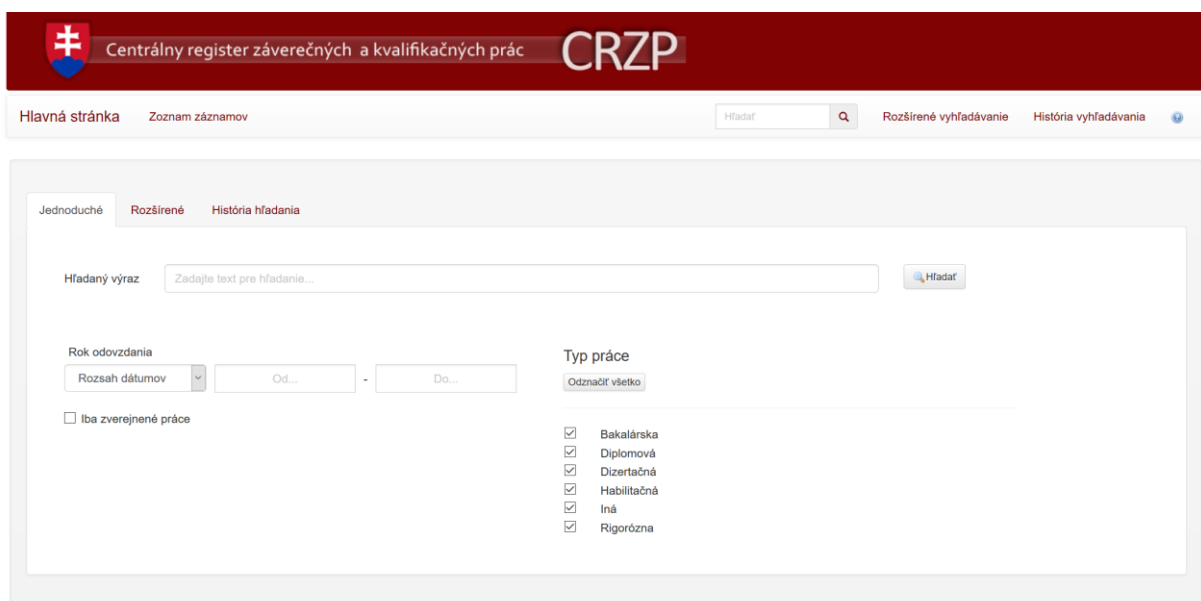 Centrálny register záverečných a kvalifikačných prác CRZP
Hlavná stránka Zoznam záznamov Hľadať Rozšírené vyhľadávanie História vyhľadávania
Jednoduché Rozšírené História hľadania
Hľadaný výraz Zadajte text pre hľadanie... Hľadať
Rok odovzdania
Rozsah dátumov Od... - Do...
Iba zverejnené práce
Typ práce
Odznačiť všetko
Bakalárska
Diplomová
Dizertačná
Habilitačná
Iná
Rigorózna